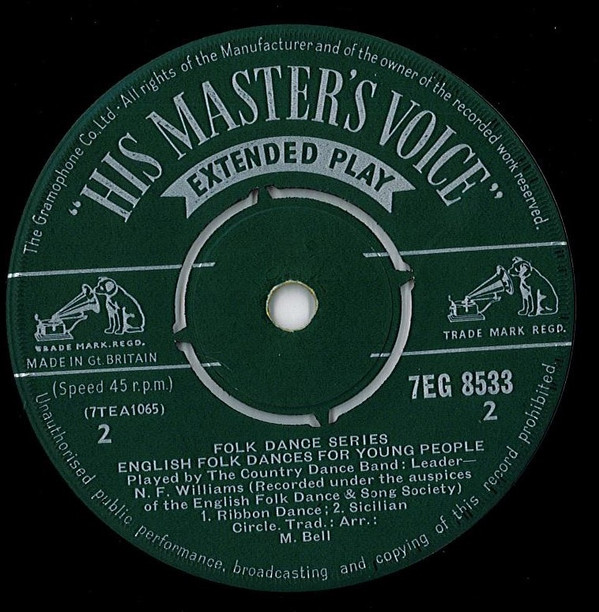 The Gramophone Co. Ltd · All rights of the Manufacturer and of the owner of the recorded work reserved.
"HIS MASTER'S VOICE"
EXTENDED PLAY
TRADE MARK. REGD.
TRADE MARK REGD.
MADE IN Gt. BRITAIN
(Speed 45 r.p.m.)
7EG 8533
(7TEA1065)
2
2
FOLK DANCE SERIES
ENGLISH FOLK DANCES FOR YOUNG PEOPLE
Played by The Country Dance Band: Leader—
N. F. Williams (Recorded under the auspices
of the English Folk Dance & Song Society)
1. Ribbon Dance; 2. Sicilian
Circle. Trad.: Arr.:
M. Bell
Unauthorised public performance, broadcasting and copying of this record prohibited.